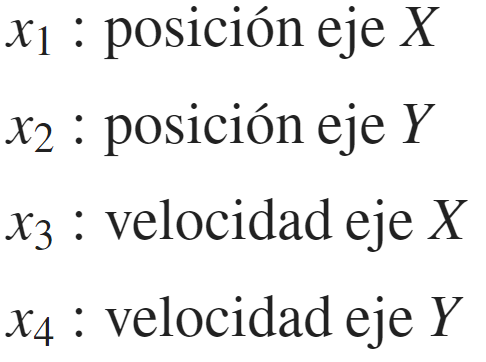 x₁ : posición eje X
x₂ : posición eje Y
x₃ : velocidad eje X
x₄ : velocidad eje Y